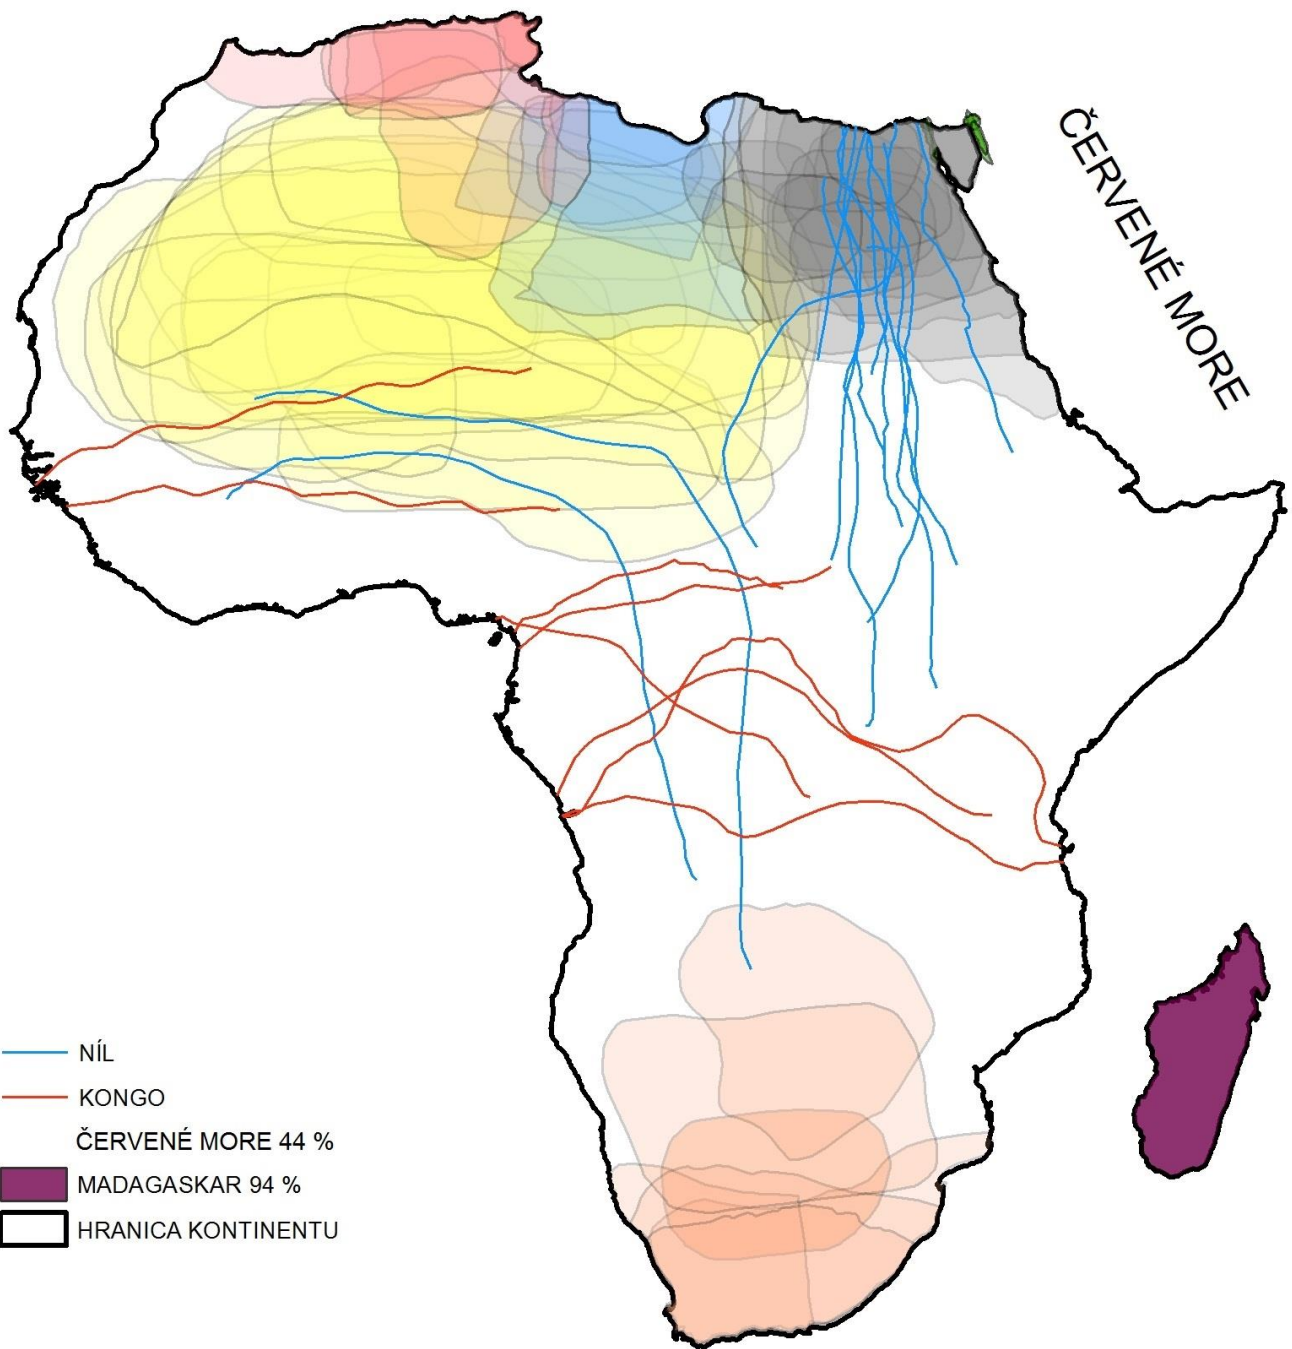 ČERVENÉ MORE
NÍL
KONGO
ČERVENÉ MORE 44 %
MADAGASKAR 94 %
HRANICA KONTINENTU